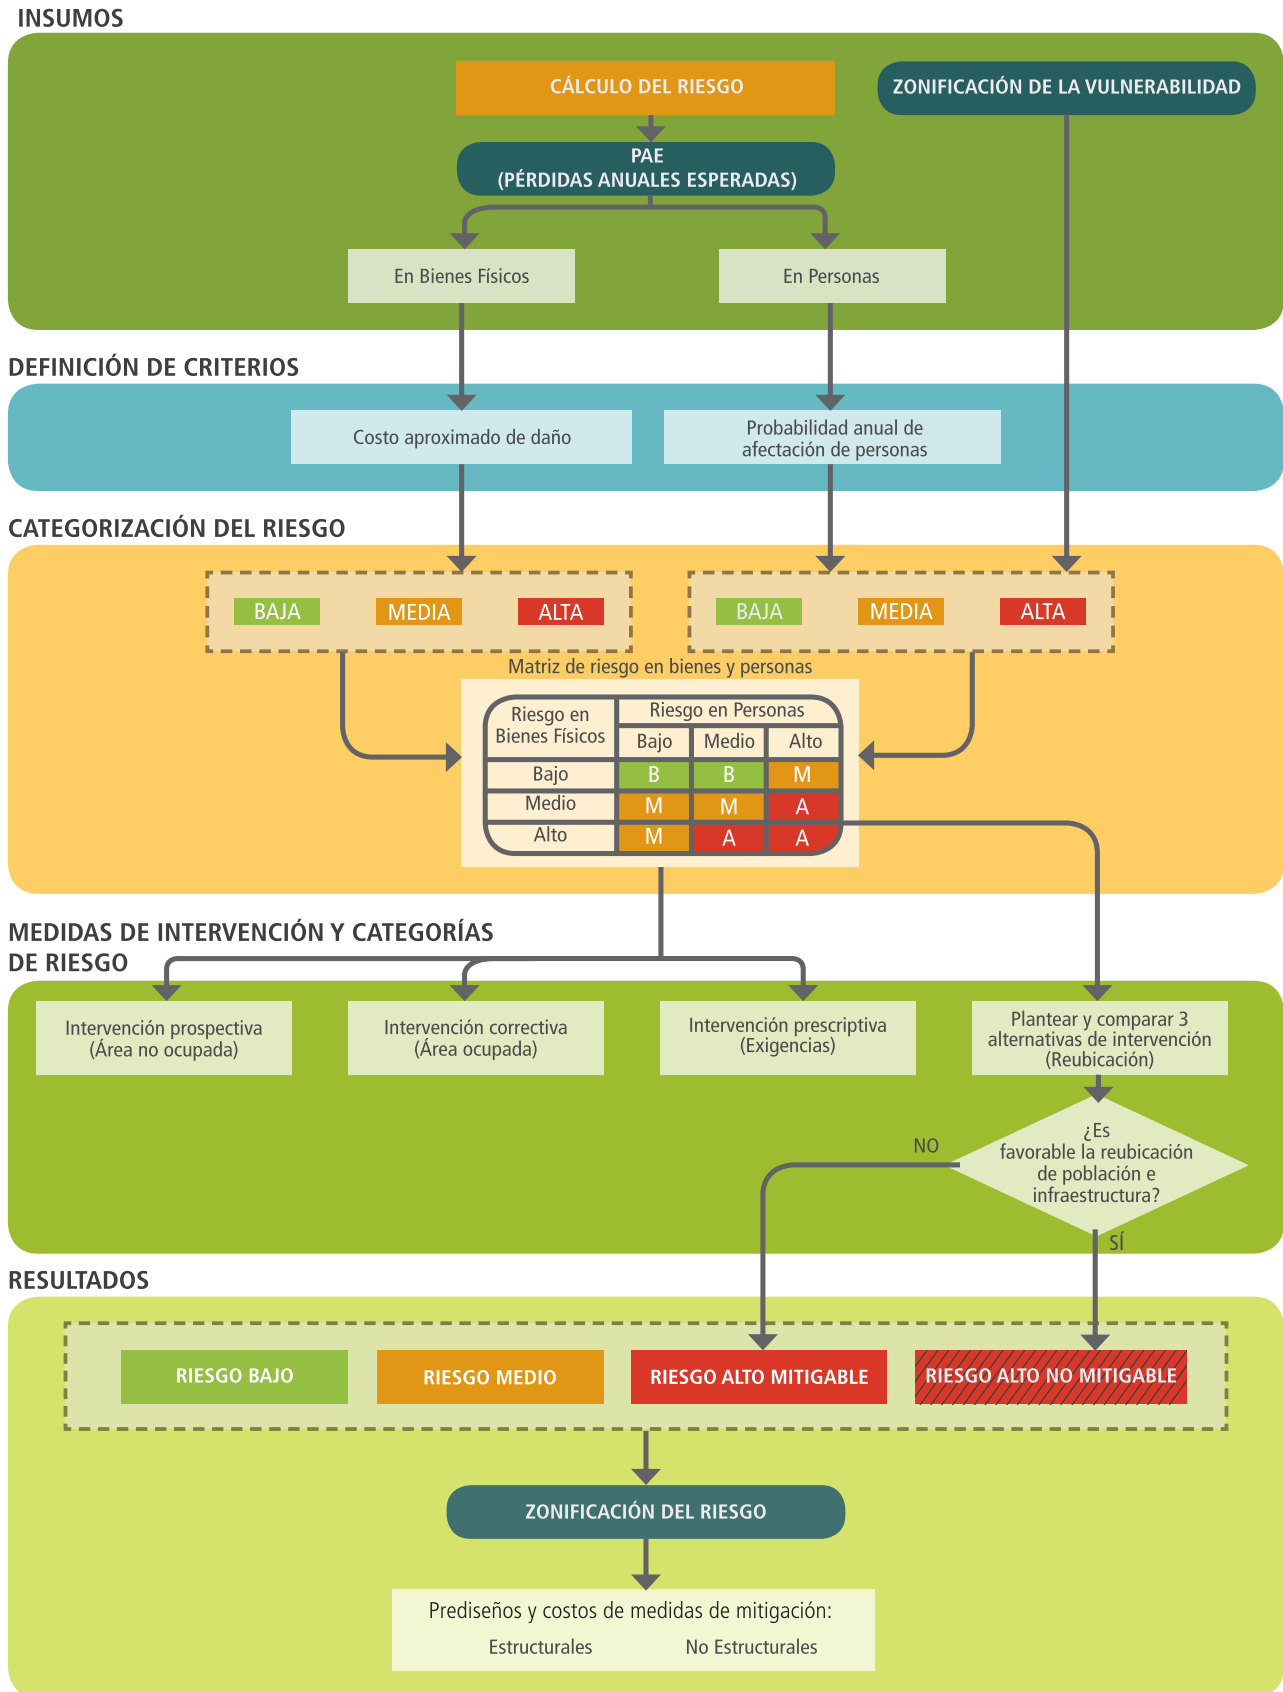 INSUMOS
CÁLCULO DEL RIESGO
ZONIFICACIÓN DE LA VULNERABILIDAD
PAE
(PÉRDIDAS ANUALES ESPERADAS)
En Bienes Físicos
En Personas
DEFINICIÓN DE CRITERIOS
Costo aproximado de daño
Probabilidad anual de
afectación de personas
CATEGORIZACIÓN DEL RIESGO
BAJA
MEDIA
ALTA
BAJA
MEDIA
ALTA
Matriz de riesgo en bienes y personas
Riesgo en
Bienes Físicos
Riesgo en Personas
Bajo
Medio
Alto
Bajo
B
B
M
Medio
M
M
A
Alto
M
A
A
MEDIDAS DE INTERVENCIÓN Y CATEGORÍAS
DE RIESGO
Intervención prospectiva
(Área no ocupada)
Intervención correctiva
(Área ocupada)
Intervención prescriptiva
(Exigencias)
Plantear y comparar 3
alternativas de intervención
(Reubicación)
¿Es
favorable la reubicación
de población e
infraestructura?
NO
SÍ
RESULTADOS
RIESGO BAJO
RIESGO MEDIO
RIESGO ALTO MITIGABLE
RIESGO ALTO NO MITIGABLE
ZONIFICACIÓN DEL RIESGO
Prediseños y costos de medidas de mitigación:
Estructurales
No Estructurales